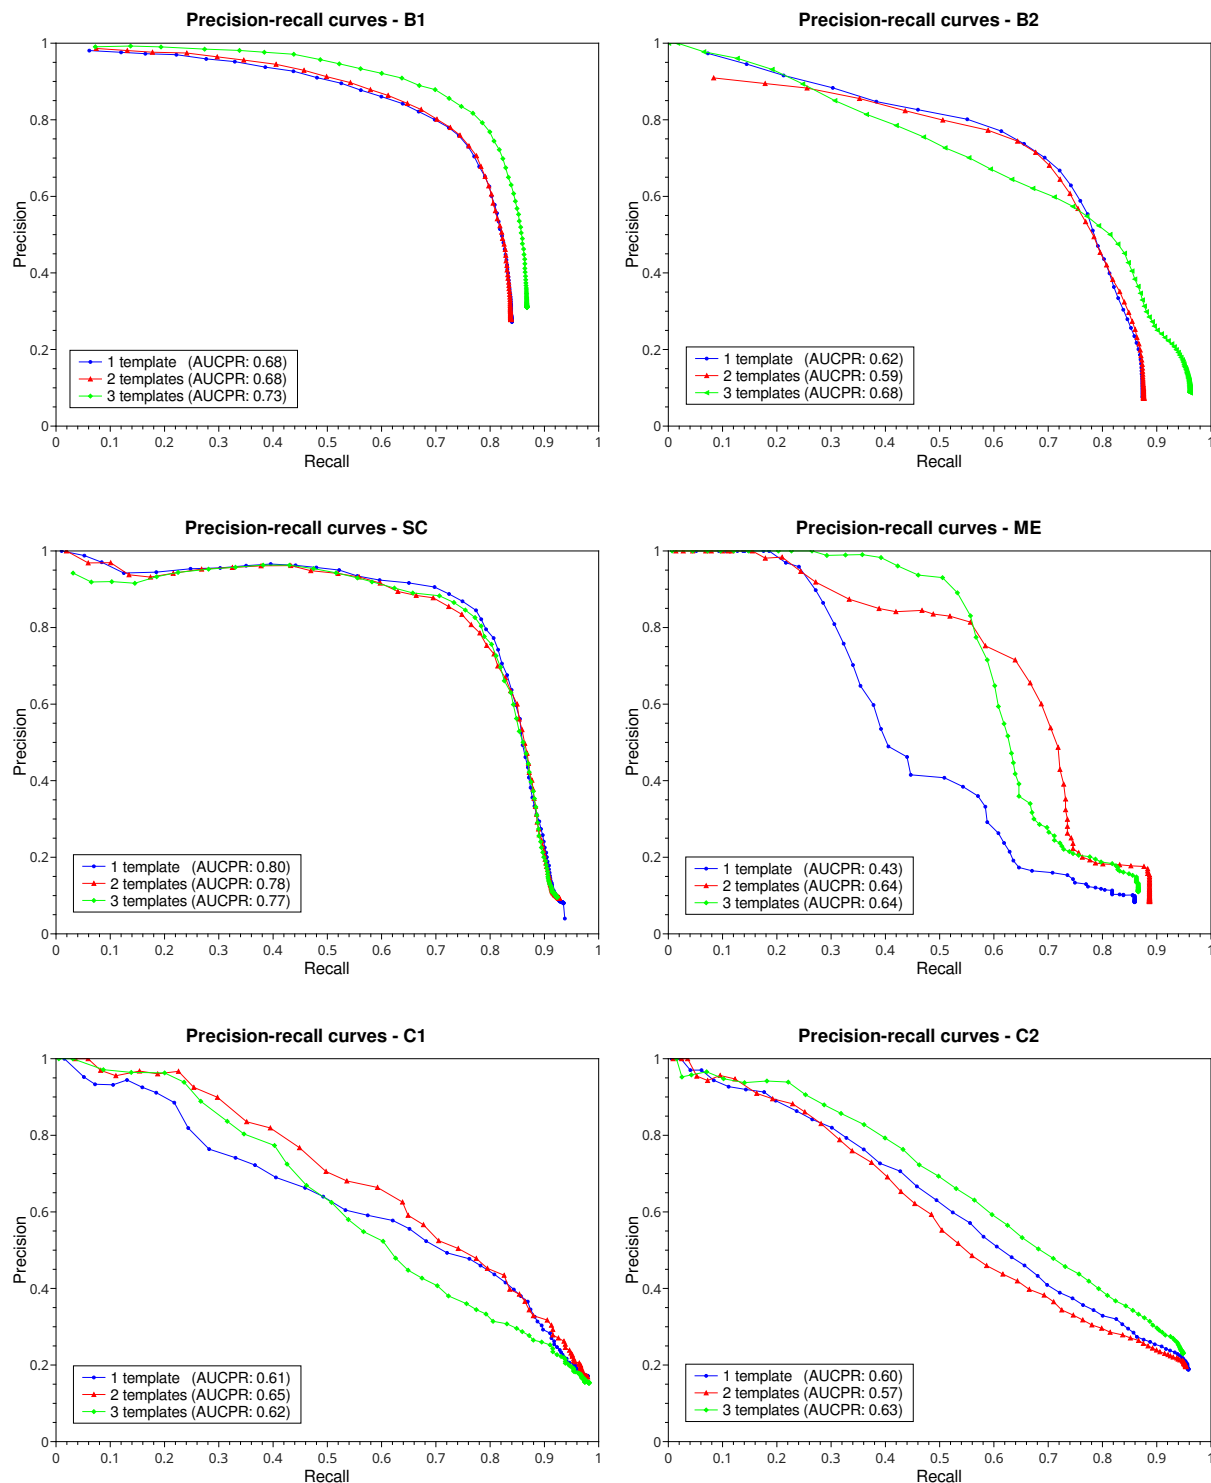 Precision-recall curves - B1
1
0.8
0.6
0.4
0.2
0
Precision
1 template (AUCPR: 0.68)
2 templates (AUCPR: 0.68)
3 templates (AUCPR: 0.73)
0 0.1 0.2 0.3 0.4 0.5 0.6 0.7 0.8 0.9 1
Recall
Precision-recall curves - B2
1
0.8
0.6
0.4
0.2
0
Precision
1 template (AUCPR: 0.62)
2 templates (AUCPR: 0.59)
3 templates (AUCPR: 0.68)
0 0.1 0.2 0.3 0.4 0.5 0.6 0.7 0.8 0.9 1
Recall
Precision-recall curves - SC
1
0.8
0.6
0.4
0.2
0
Precision
1 template (AUCPR: 0.80)
2 templates (AUCPR: 0.78)
3 templates (AUCPR: 0.77)
0 0.1 0.2 0.3 0.4 0.5 0.6 0.7 0.8 0.9 1
Recall
Precision-recall curves - ME
1
0.8
0.6
0.4
0.2
0
Precision
1 template (AUCPR: 0.43)
2 templates (AUCPR: 0.64)
3 templates (AUCPR: 0.64)
0 0.1 0.2 0.3 0.4 0.5 0.6 0.7 0.8 0.9 1
Recall
Precision-recall curves - C1
1
0.8
0.6
0.4
0.2
0
Precision
1 template (AUCPR: 0.61)
2 templates (AUCPR: 0.65)
3 templates (AUCPR: 0.62)
0 0.1 0.2 0.3 0.4 0.5 0.6 0.7 0.8 0.9 1
Recall
Precision-recall curves - C2
1
0.8
0.6
0.4
0.2
0
Precision
1 template (AUCPR: 0.60)
2 templates (AUCPR: 0.57)
3 templates (AUCPR: 0.63)
0 0.1 0.2 0.3 0.4 0.5 0.6 0.7 0.8 0.9 1
Recall